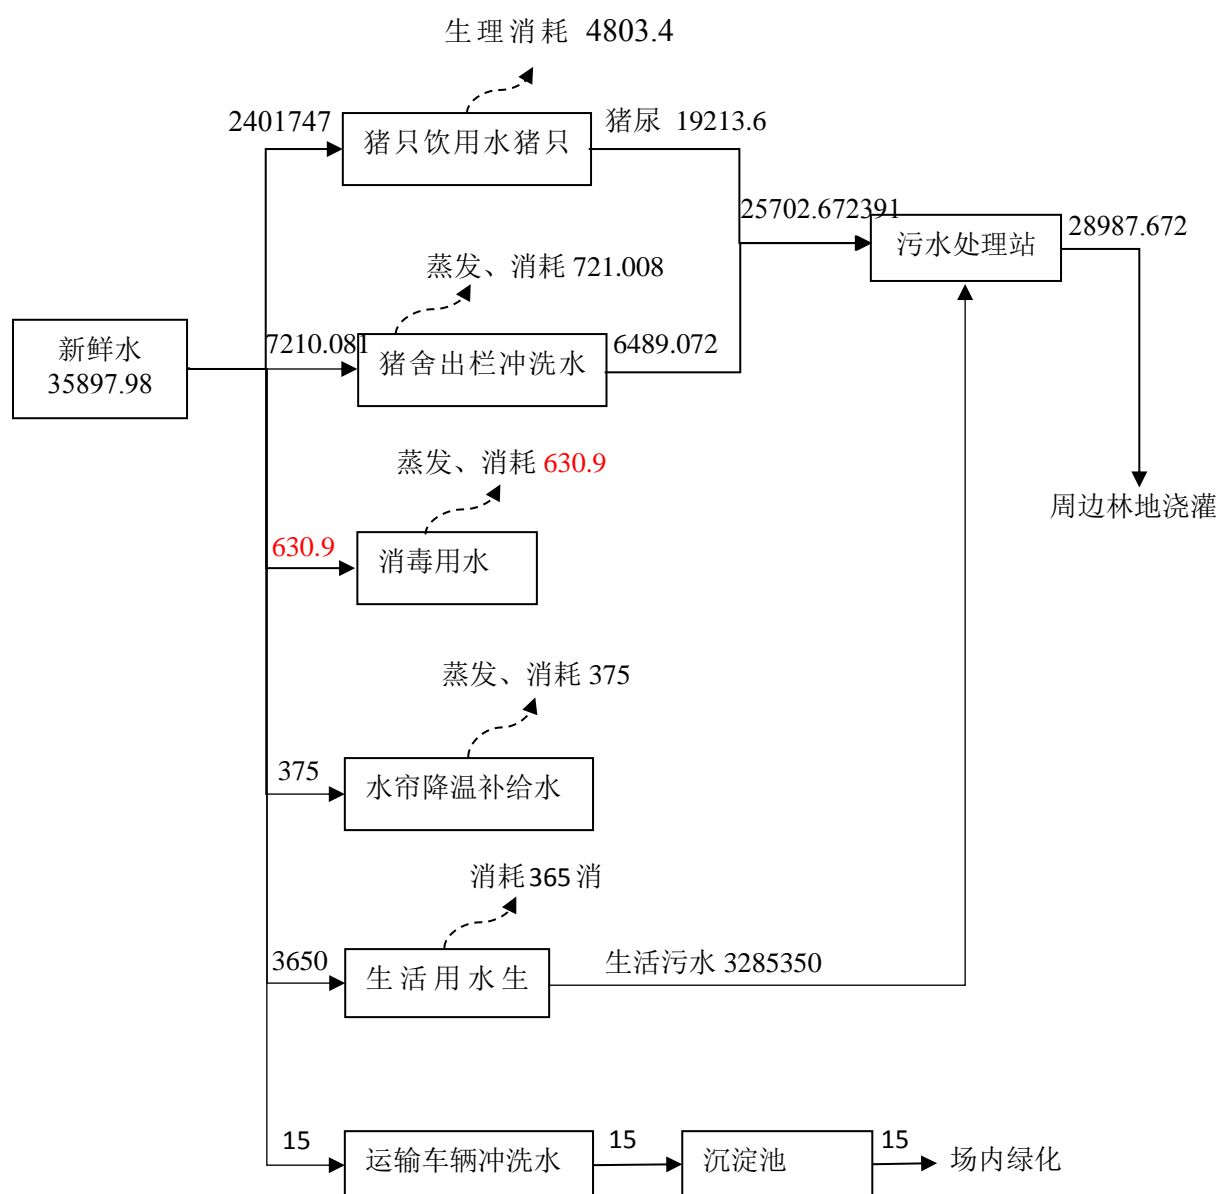 生理消耗 4803.4
2401747
猪只饮用水猪只
猪尿 19213.6
25702.672391
污水处理站
28987.672
蒸发、消耗 721.008
新鲜水
35897.98
7210.081
猪舍出栏冲洗水
6489.072
蒸发、消耗 630.9
周边林地浇灌
630.9
消毒用水
蒸发、消耗 375
375
水帘降温补给水
消耗 365 消
3650
生活用水生
生活污水 3285350
15
运输车辆冲洗水
15
沉淀池
15
场内绿化